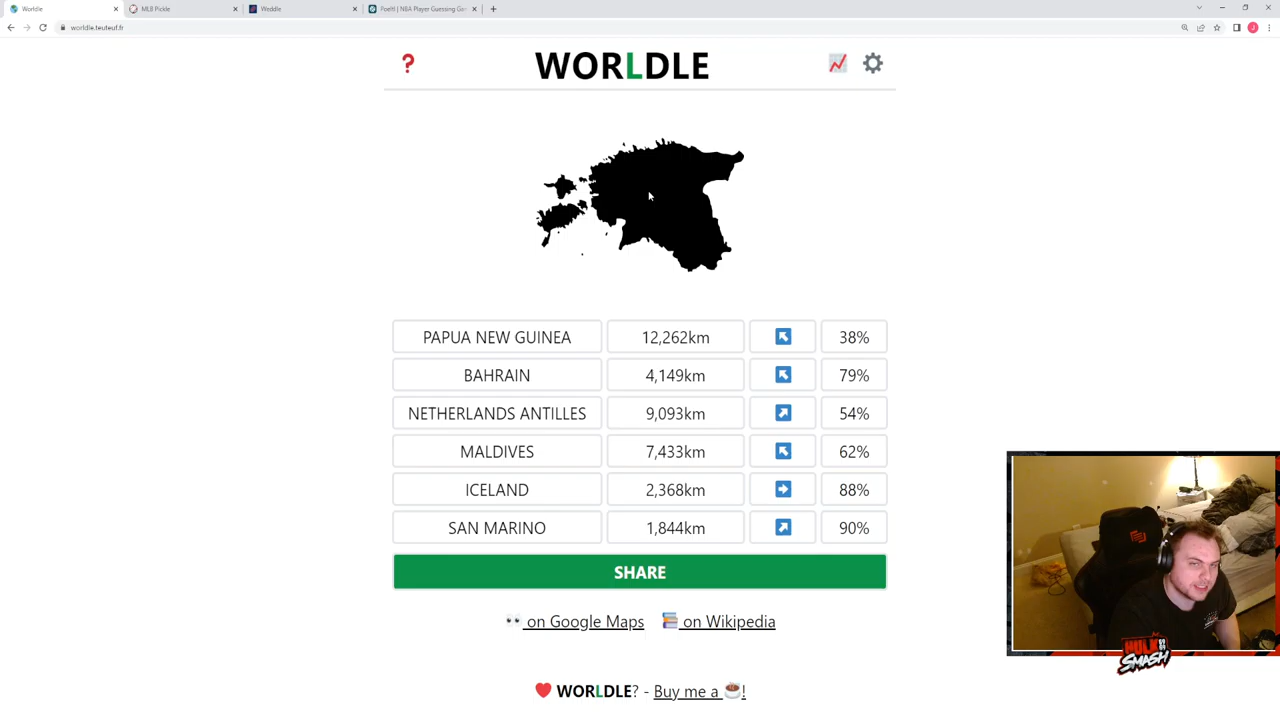 Worldle
MLB Pickle
Weddle
Poeltl | NBA Player Guessing Ga
worldle.teuteuf.fr
?
WORLDLE
PAPUA NEW GUINEA 12,262km 38%
BAHRAIN 4,149km 79%
NETHERLANDS ANTILLES 9,093km 54%
MALDIVES 7,433km 62%
ICELAND 2,368km 88%
SAN MARINO 1,844km 90%
SHARE
on Google Maps on Wikipedia
WORLDLE? - Buy me a !
HULK
SMASH